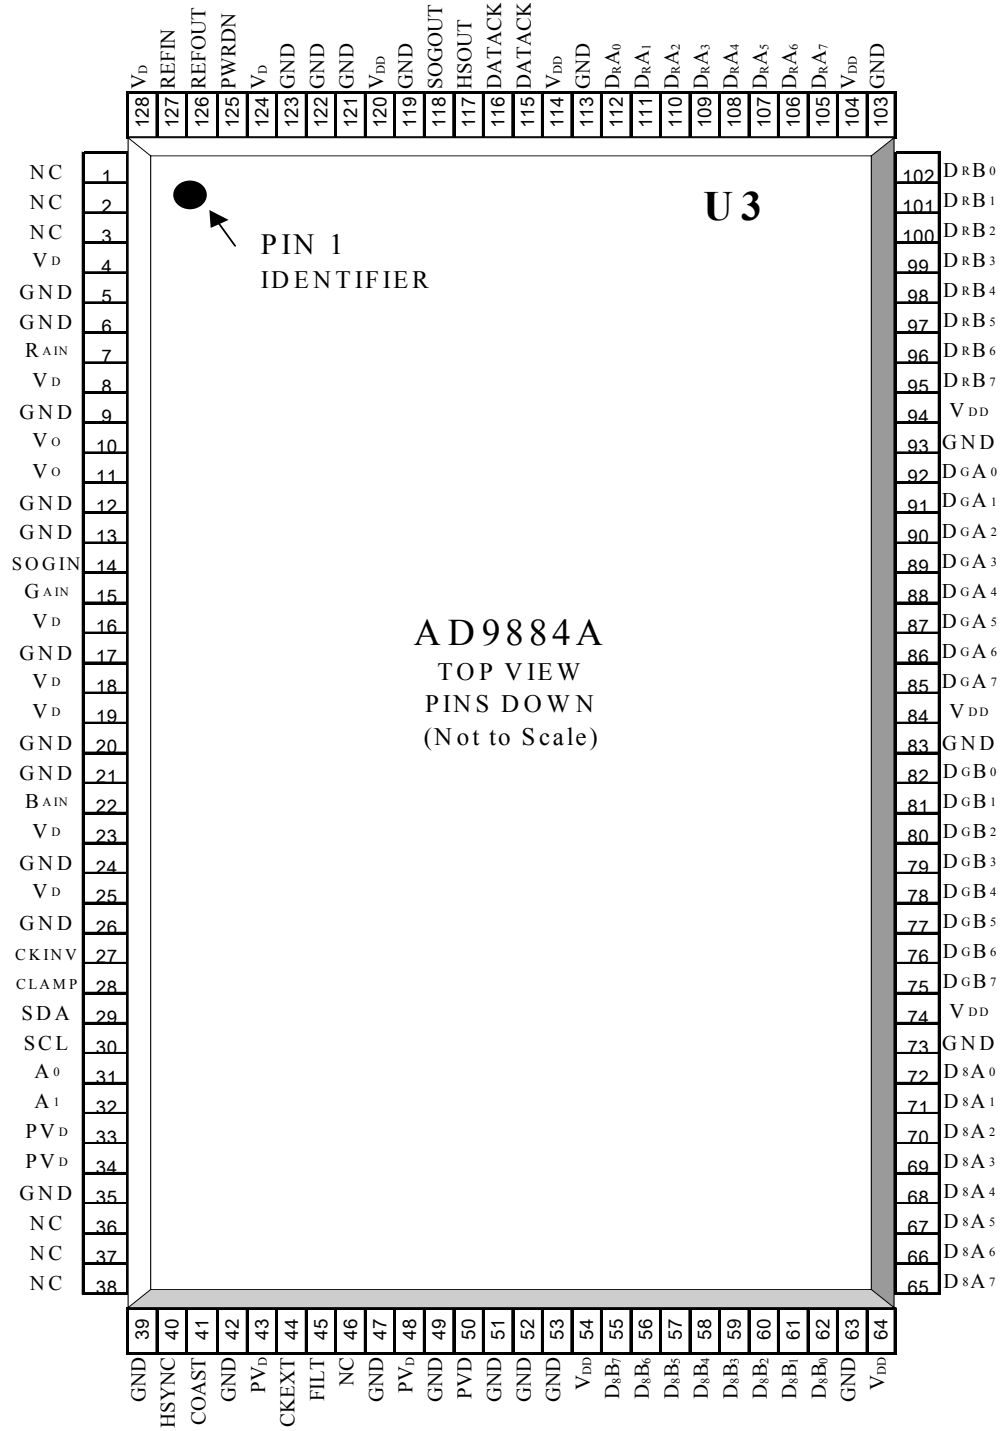 VD REFIN REFOUT PWRDN VD GND GND GND VDD GND SOGOUT HSOUT DATACK DATACK VDD GND DRA0 DRA1 DRA2 DRA3 DRA4 DRA5 DRA6 DRA7 VDD GND
128 127 126 125 124 123 122 121 120 119 118 117 116 115 114 113 112 111 110 109 108 107 106 105 104 103
NC 1
NC 2
NC 3
VD 4
GND 5
GND 6
RAIN 7
VD 8
GND 9
VO 10
VO 11
GND 12
GND 13
SOGIN 14
GAIN 15
VD 16
GND 17
VD 18
VD 19
GND 20
GND 21
BAIN 22
VD 23
GND 24
VD 25
GND 26
CKINV 27
CLAMP 28
SDA 29
SCL 30
A0 31
A1 32
PVD 33
PVD 34
GND 35
NC 36
NC 37
NC 38
U3
PIN 1
IDENTIFIER
AD9884A
TOP VIEW
PINS DOWN
(Not to Scale)
102 DRB0
101 DRB1
100 DRB2
99 DRB3
98 DRB4
97 DRB5
96 DRB6
95 DRB7
94 VDD
93 GND
92 DGA0
91 DGA1
90 DGA2
89 DGA3
88 DGA4
87 DGA5
86 DGA6
85 DGA7
84 VDD
83 GND
82 DGB0
81 DGB1
80 DGB2
79 DGB3
78 DGB4
77 DGB5
76 DGB6
75 DGB7
74 VDD
73 GND
72 D8A0
71 D8A1
70 D8A2
69 D8A3
68 D8A4
67 D8A5
66 D8A6
65 D8A7
39 40 41 42 43 44 45 46 47 48 49 50 51 52 53 54 55 56 57 58 59 60 61 62 63 64
GND HSYNC COAST GND PVD CKEXT FILT NC GND PVD GND PVD GND GND GND VDD D8B7 D8B6 D8B5 D8B4 D8B3 D8B2 D8B1 D8B0 GND VDD